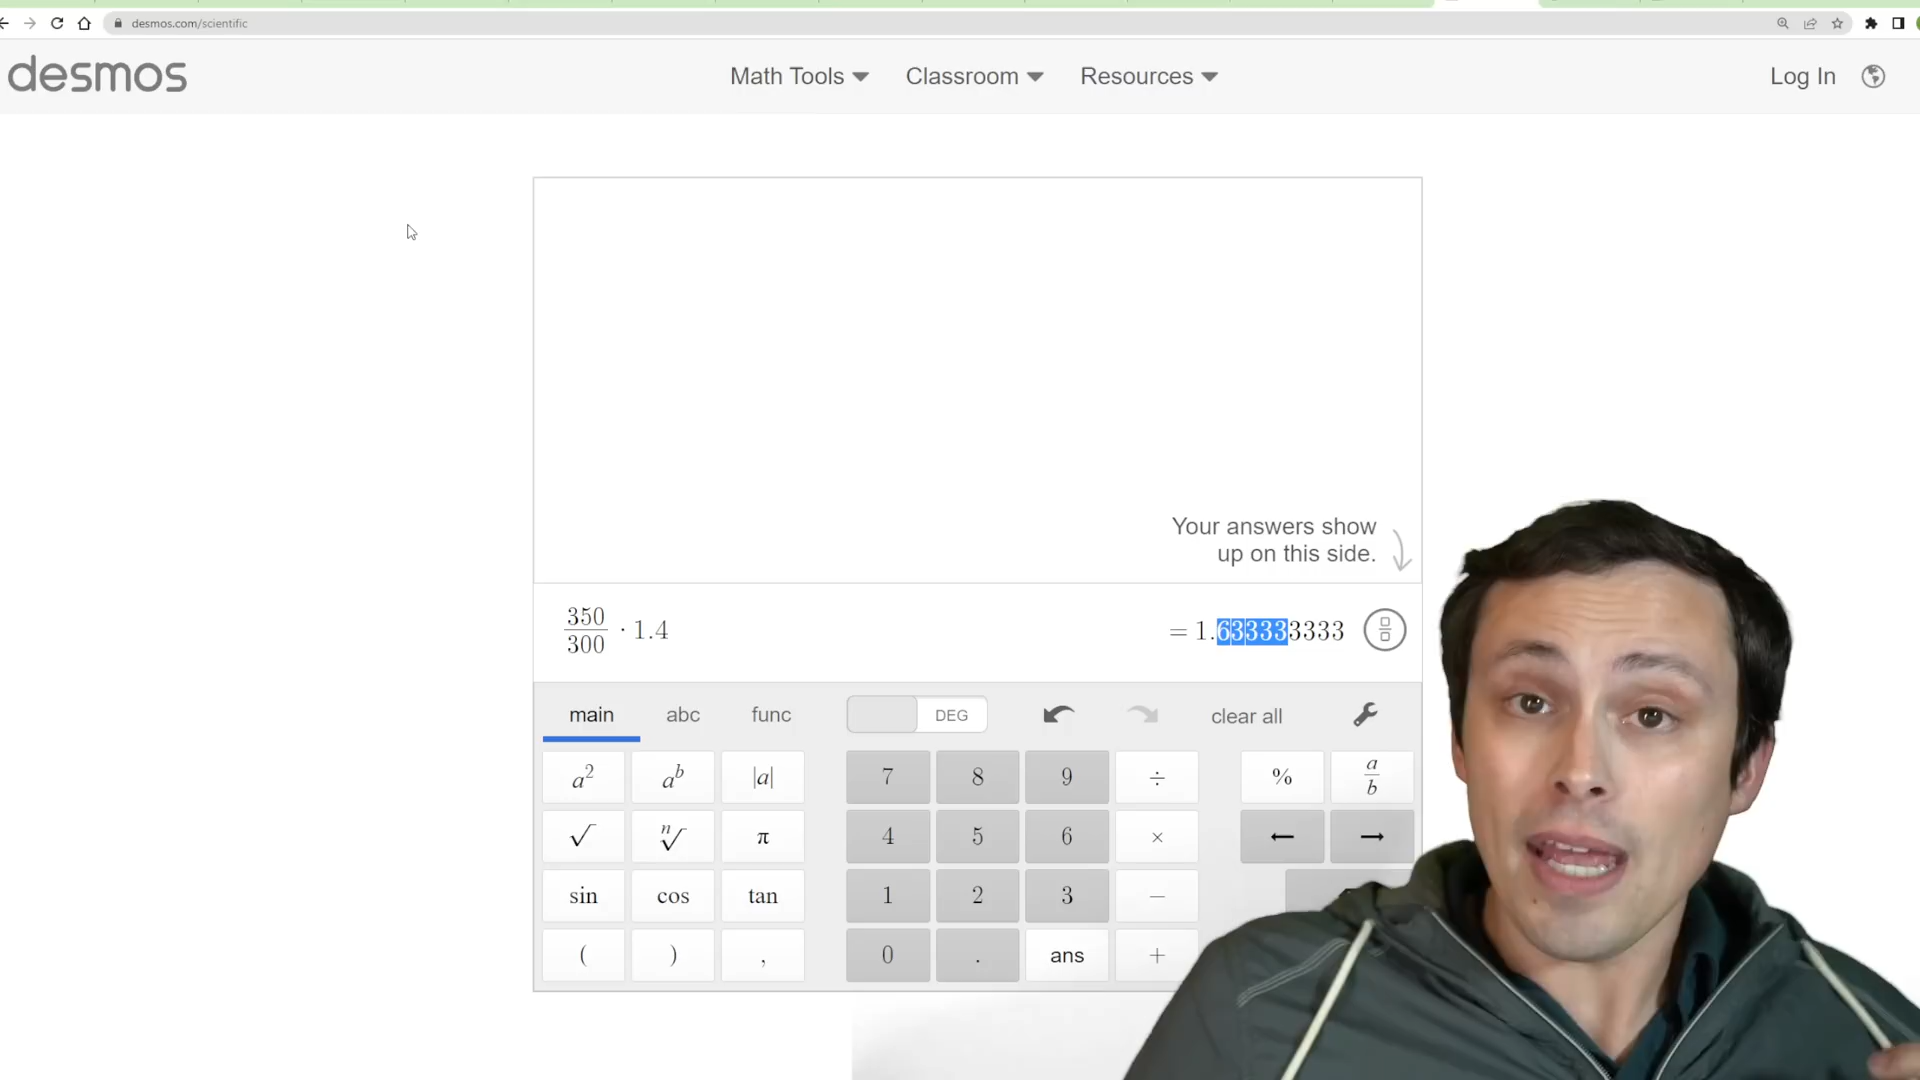 desmos.com/scientific
desmos Math Tools Classroom Resources Log In
Your answers show
up on this side.
350
300
· 1.4 = 1.6333333333
main abc func DEG clear all
a² aᵇ |a| 7 8 9 ÷ % a/b
√ ⁿ√ π 4 5 6 × ← →
sin cos tan 1 2 3 −
( ) , 0 . ans +